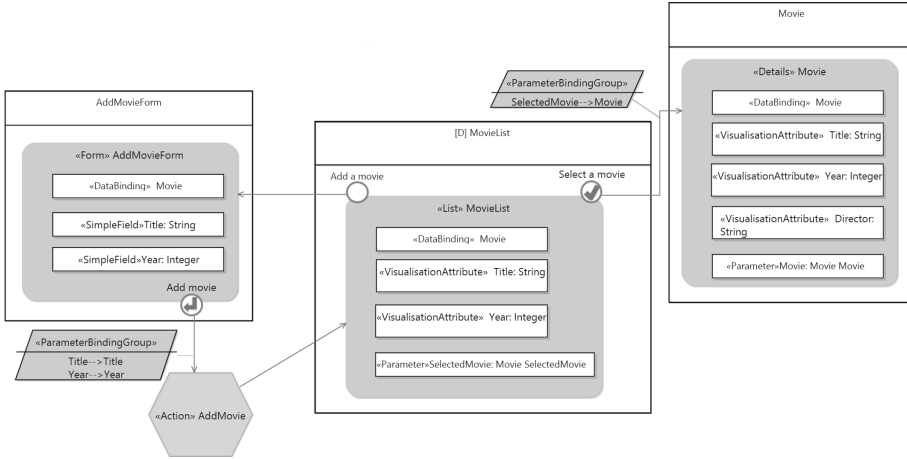 AddMovieForm
«Form» AddMovieForm
«DataBinding» Movie
«SimpleField»Title: String
«SimpleField»Year: Integer
Add movie
«ParameterBindingGroup»
Title-->Title
Year-->Year
«Action» AddMovie
[D] MovieList
Add a movie
Select a movie
«List» MovieList
«DataBinding» Movie
«VisualisationAttribute» Title: String
«VisualisationAttribute» Year: Integer
«Parameter»SelectedMovie: Movie SelectedMovie
«ParameterBindingGroup»
SelectedMovie-->Movie
Movie
«Details» Movie
«DataBinding» Movie
«VisualisationAttribute» Title: String
«VisualisationAttribute» Year: Integer
«VisualisationAttribute» Director:
String
«Parameter»Movie: Movie Movie